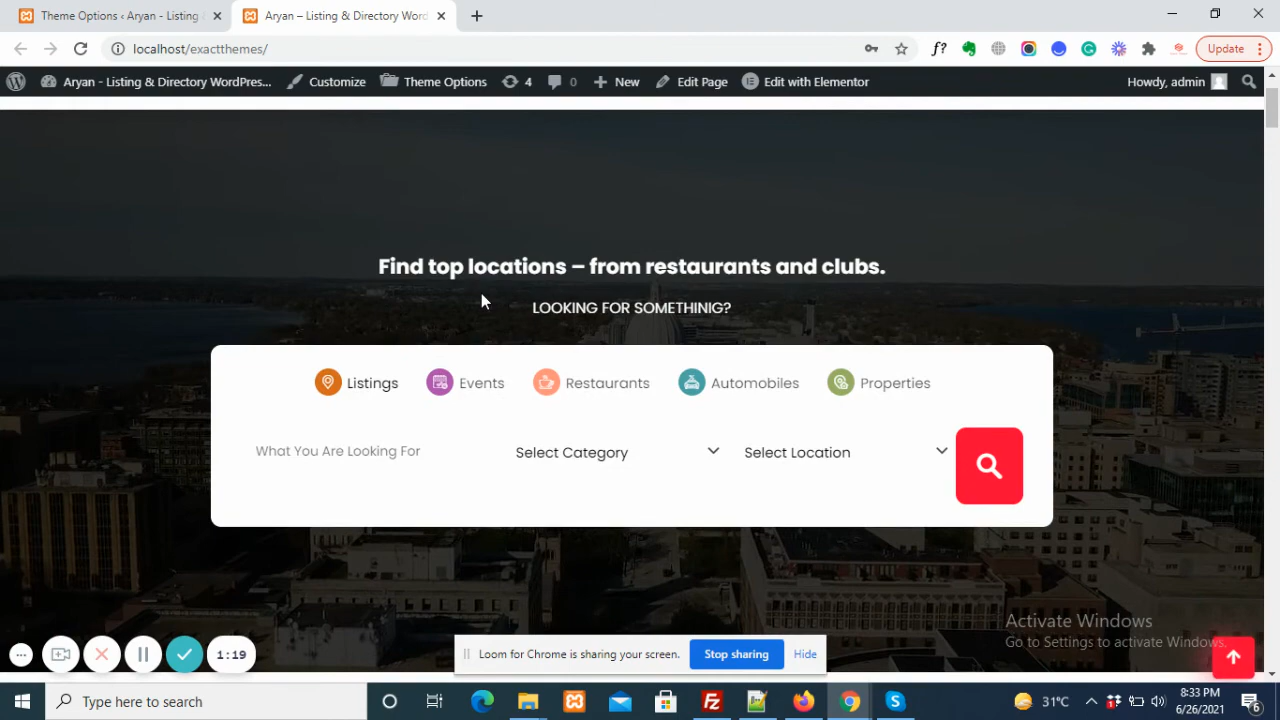 Theme Options ‹ Aryan - Listing
Aryan – Listing & Directory Word
localhost/exactthemes/
f?
Update
Aryan - Listing & Directory WordPres...
Customize
Theme Options
4
0
New
Edit Page
Edit with Elementor
Howdy, admin
Find top locations – from restaurants and clubs.
LOOKING FOR SOMETHINIG?
Listings
Events
Restaurants
Automobiles
Properties
What You Are Looking For
Select Category
Select Location
Activate Windows
Go to Settings to activate Windows.
1:19
Loom for Chrome is sharing your screen.
Stop sharing
Hide
Type here to search
31°C
8:33 PM
6/26/2021
6